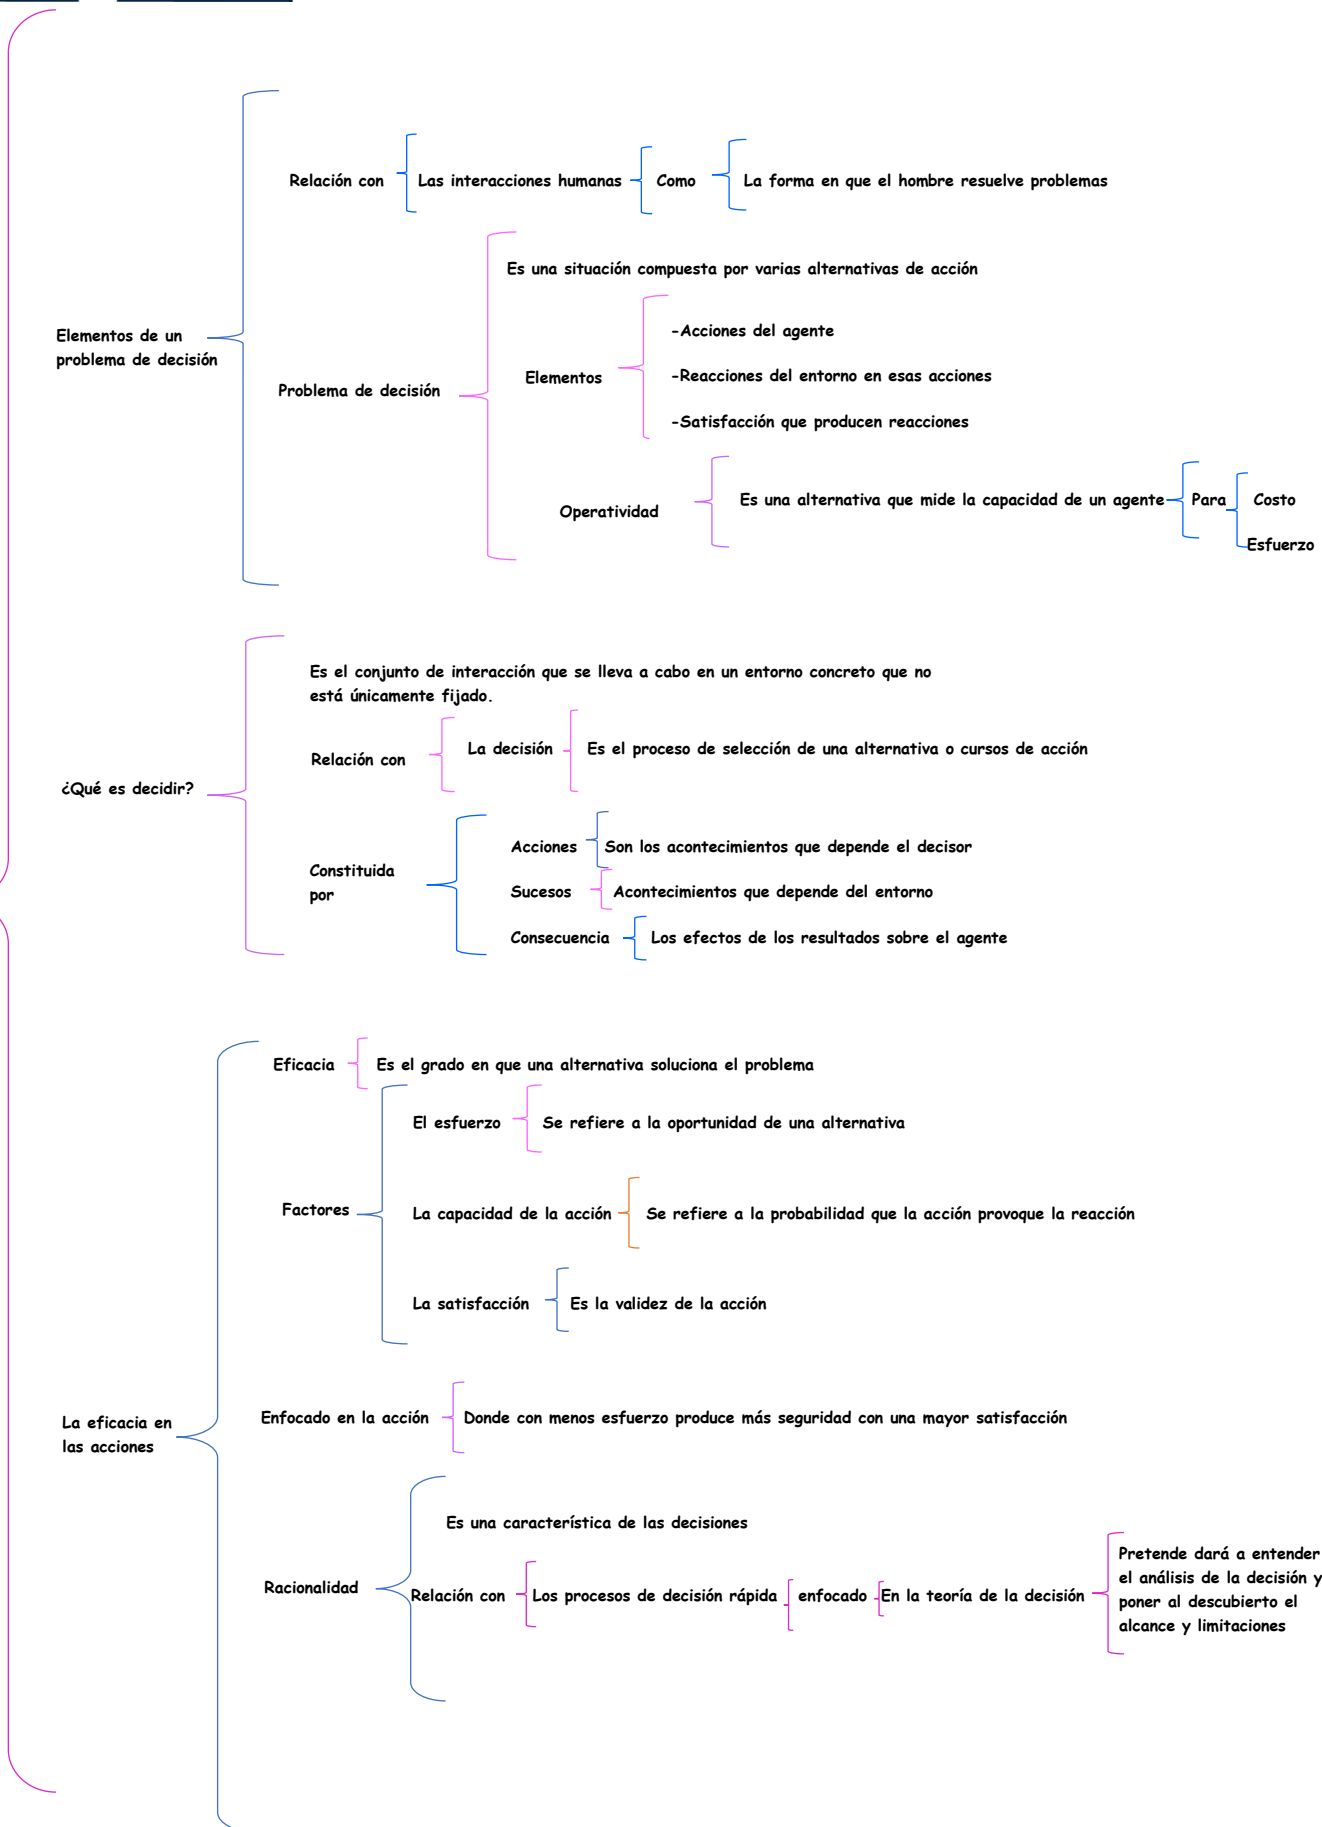 Relación con
Las interacciones humanas
Como
La forma en que el hombre resuelve problemas
Elementos de un
problema de decisión
Problema de decisión
Es una situación compuesta por varias alternativas de acción
Elementos
-Acciones del agente
-Reacciones del entorno en esas acciones
-Satisfacción que producen reacciones
Operatividad
Es una alternativa que mide la capacidad de un agente
Para
Costo
Esfuerzo
¿Qué es decidir?
Es el conjunto de interacción que se lleva a cabo en un entorno concreto que no
está únicamente fijado.
Relación con
La decisión
Es el proceso de selección de una alternativa o cursos de acción
Constituida
por
Acciones
Son los acontecimientos que depende el decisor
Sucesos
Acontecimientos que depende del entorno
Consecuencia
Los efectos de los resultados sobre el agente
La eficacia en
las acciones
Eficacia
Es el grado en que una alternativa soluciona el problema
Factores
El esfuerzo
Se refiere a la oportunidad de una alternativa
La capacidad de la acción
Se refiere a la probabilidad que la acción provoque la reacción
La satisfacción
Es la validez de la acción
Enfocado en la acción
Donde con menos esfuerzo produce más seguridad con una mayor satisfacción
Racionalidad
Es una característica de las decisiones
Relación con
Los procesos de decisión rápida
enfocado
En la teoría de la decisión
Pretende dará a entender
el análisis de la decisión y
poner al descubierto el
alcance y limitaciones